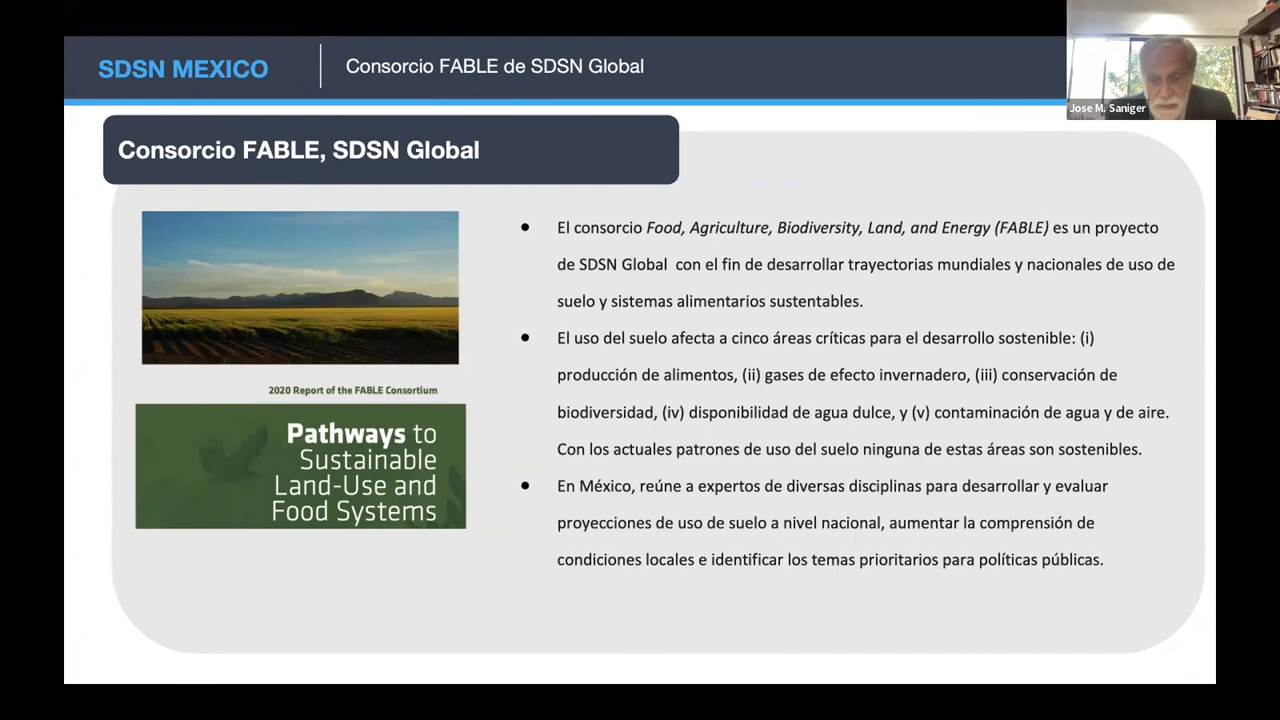 SDSN MEXICO
Consorcio FABLE de SDSN Global
Jose M. Saniger
Consorcio FABLE, SDSN Global
2020 Report of the FABLE Consortium
Pathways to
Sustainable
Land-Use and
Food Systems
● El consorcio Food, Agriculture, Biodiversity, Land, and Energy (FABLE) es un proyecto
de SDSN Global con el fin de desarrollar trayectorias mundiales y nacionales de uso de
suelo y sistemas alimentarios sustentables.
● El uso del suelo afecta a cinco áreas críticas para el desarrollo sostenible: (i)
producción de alimentos, (ii) gases de efecto invernadero, (iii) conservación de
biodiversidad, (iv) disponibilidad de agua dulce, y (v) contaminación de agua y de aire.
Con los actuales patrones de uso del suelo ninguna de estas áreas son sostenibles.
● En México, reúne a expertos de diversas disciplinas para desarrollar y evaluar
proyecciones de uso de suelo a nivel nacional, aumentar la comprensión de
condiciones locales e identificar los temas prioritarios para políticas públicas.